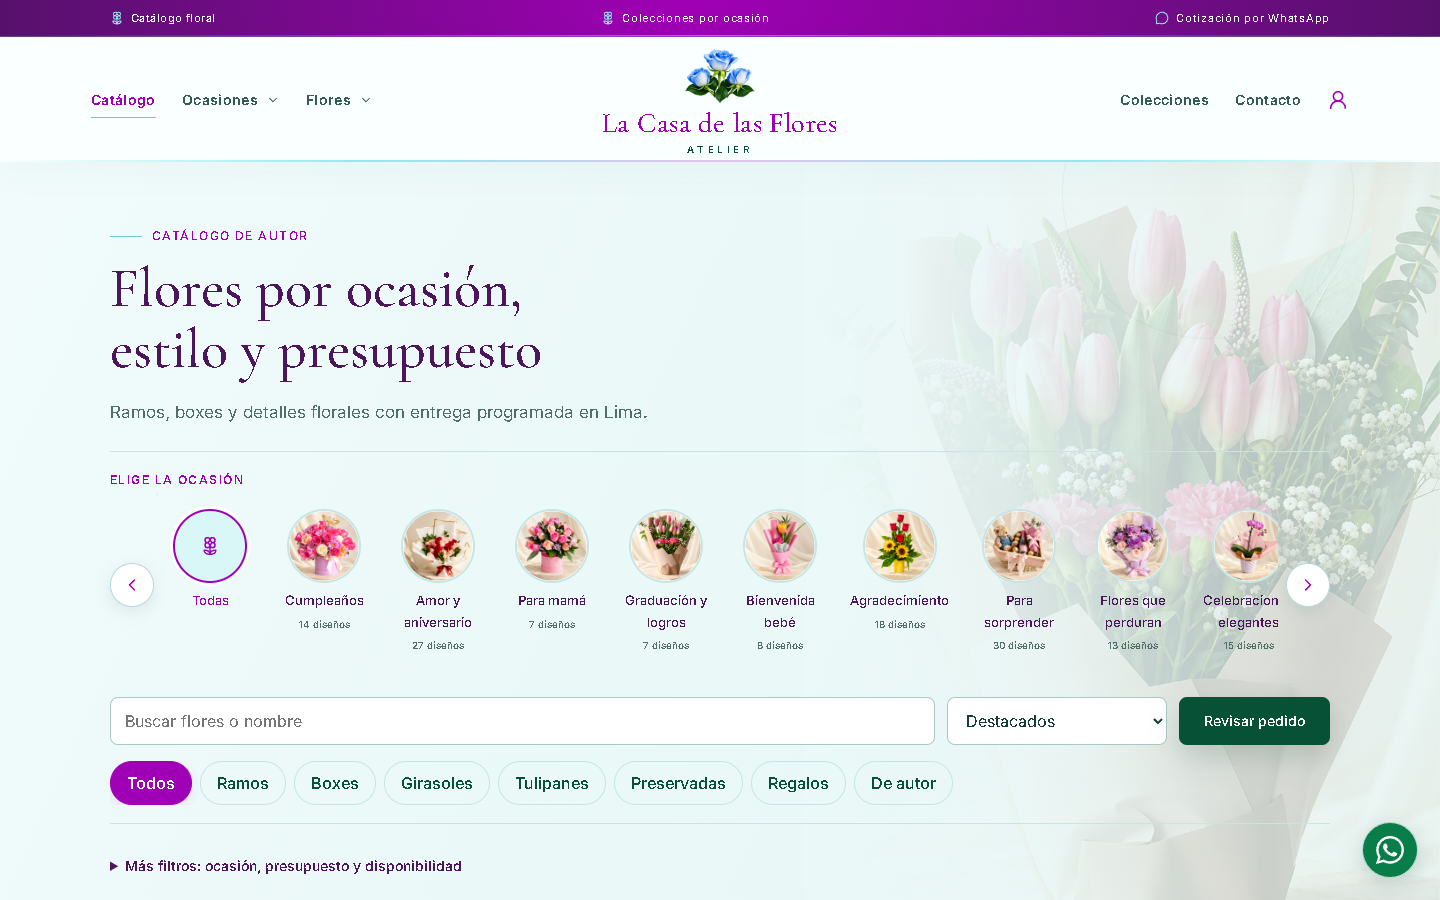 Catálogo floral
Colecciones por ocasión
Cotización por WhatsApp
Catálogo
Ocasiones
Flores
La Casa de las Flores
ATELIER
Colecciones
Contacto
CATÁLOGO DE AUTOR
Flores por ocasión,
estilo y presupuesto
Ramos, boxes y detalles florales con entrega programada en Lima.
ELIGE LA OCASIÓN
Todas
Cumpleaños
14 diseños
Amor y
aniversario
27 diseños
Para mamá
7 diseños
Graduación y
logros
7 diseños
Bienvenida
bebé
8 diseños
Agradecimiento
18 diseños
Para
sorprender
30 diseños
Flores que
perduran
13 diseños
Celebracion
elegantes
15 diseños
Buscar flores o nombre
Destacados
Revisar pedido
Todos
Ramos
Boxes
Girasoles
Tulipanes
Preservadas
Regalos
De autor
Más filtros: ocasión, presupuesto y disponibilidad